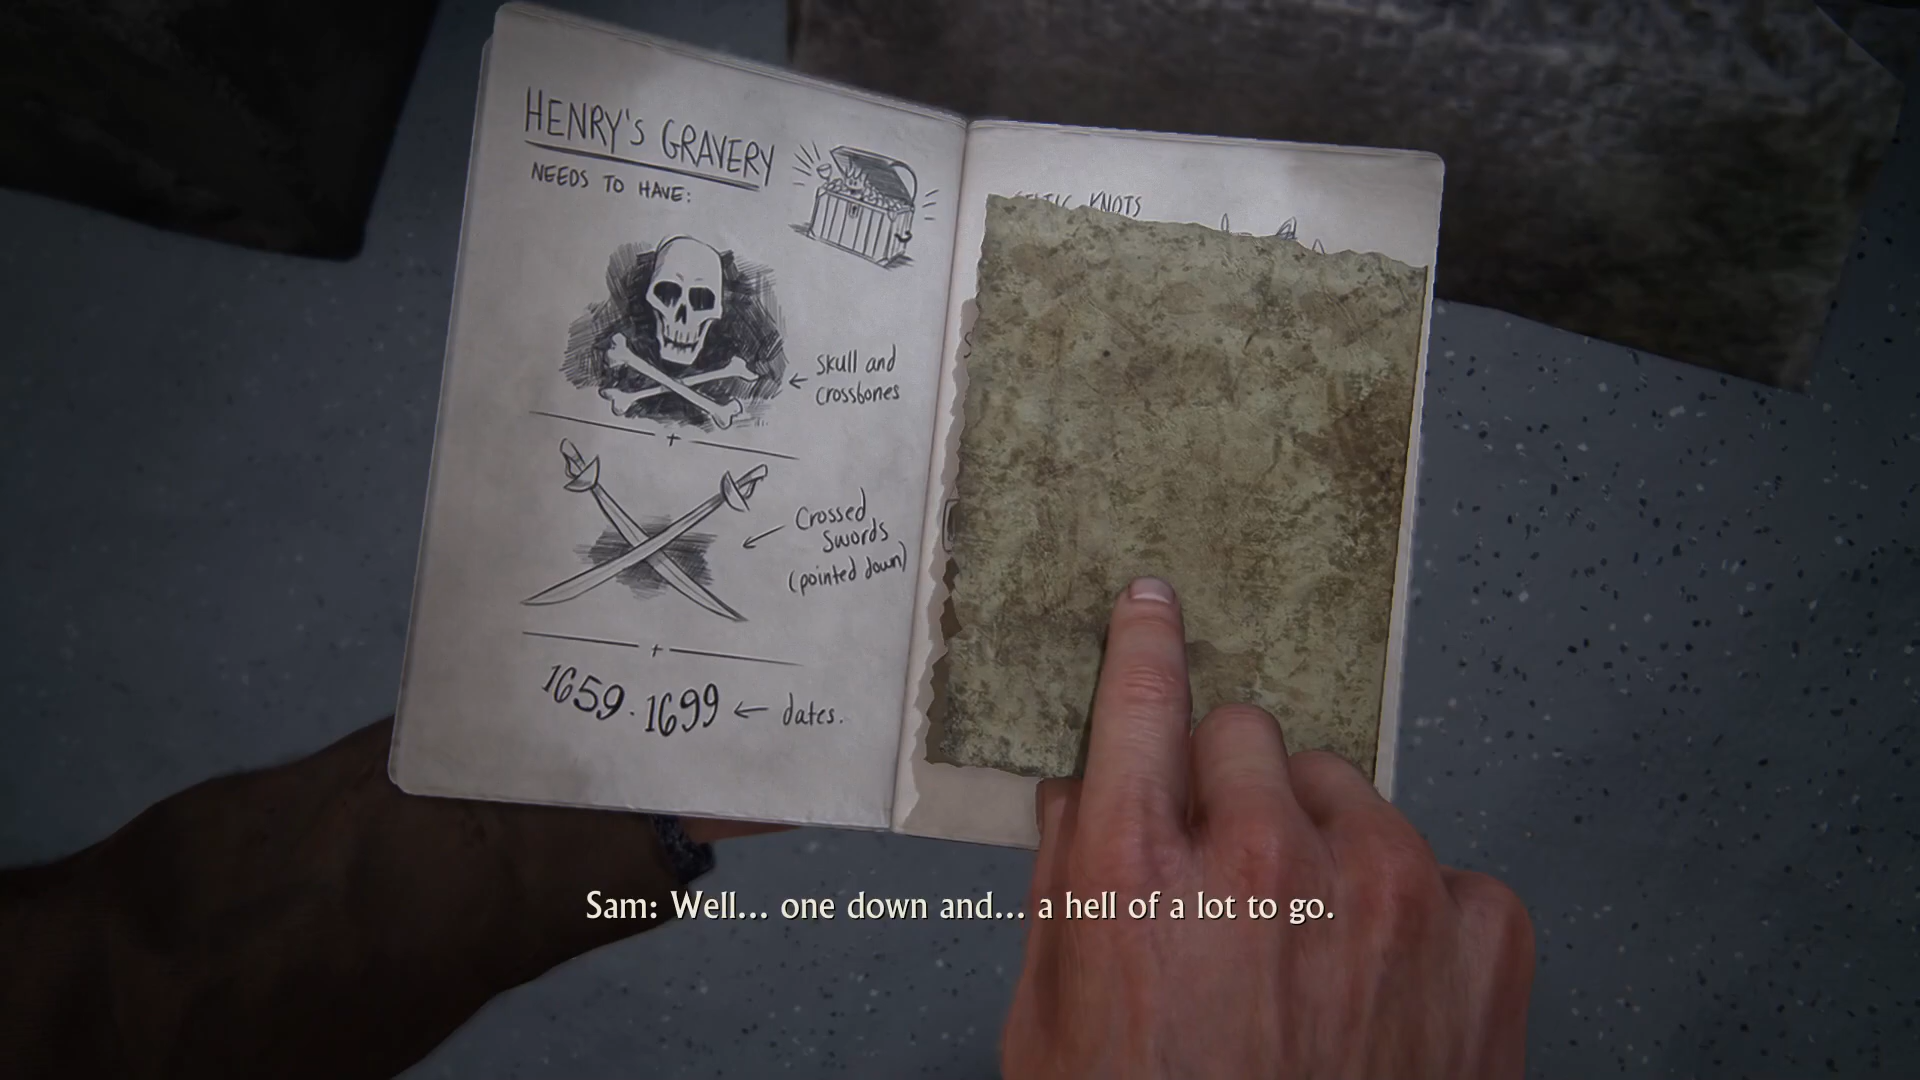 HENRY'S GRAVERY
NEEDS TO HAVE:
skull and
crossbones
Crossed
Swords
(pointed down)
1659 · 1699 ← dates.
KNOTS
Sam: Well... one down and... a hell of a lot to go.